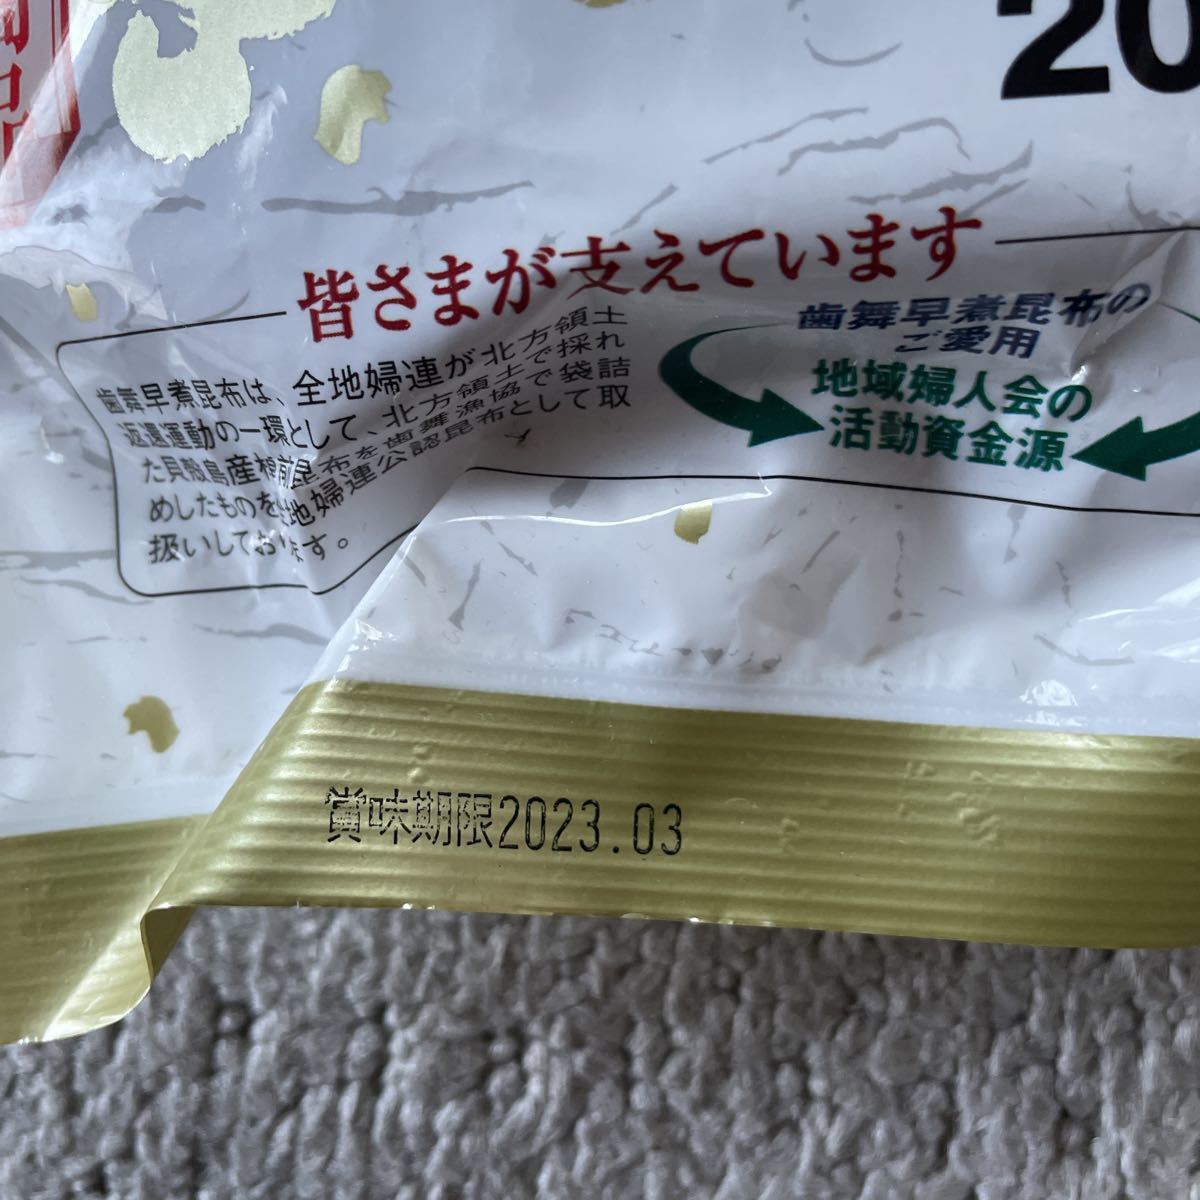 20
皆さまが支えています
歯舞早煮昆布は、全地婦連が北方領土
返還運動の一環として、北方領土で採れ
た貝殻島産棹前昆布を歯舞漁協で袋詰
めしたものを全地婦連公認昆布として取
扱いしております。
歯舞早煮昆布の
ご愛用
地域婦人会の
活動資金源
賞味期限2023.03